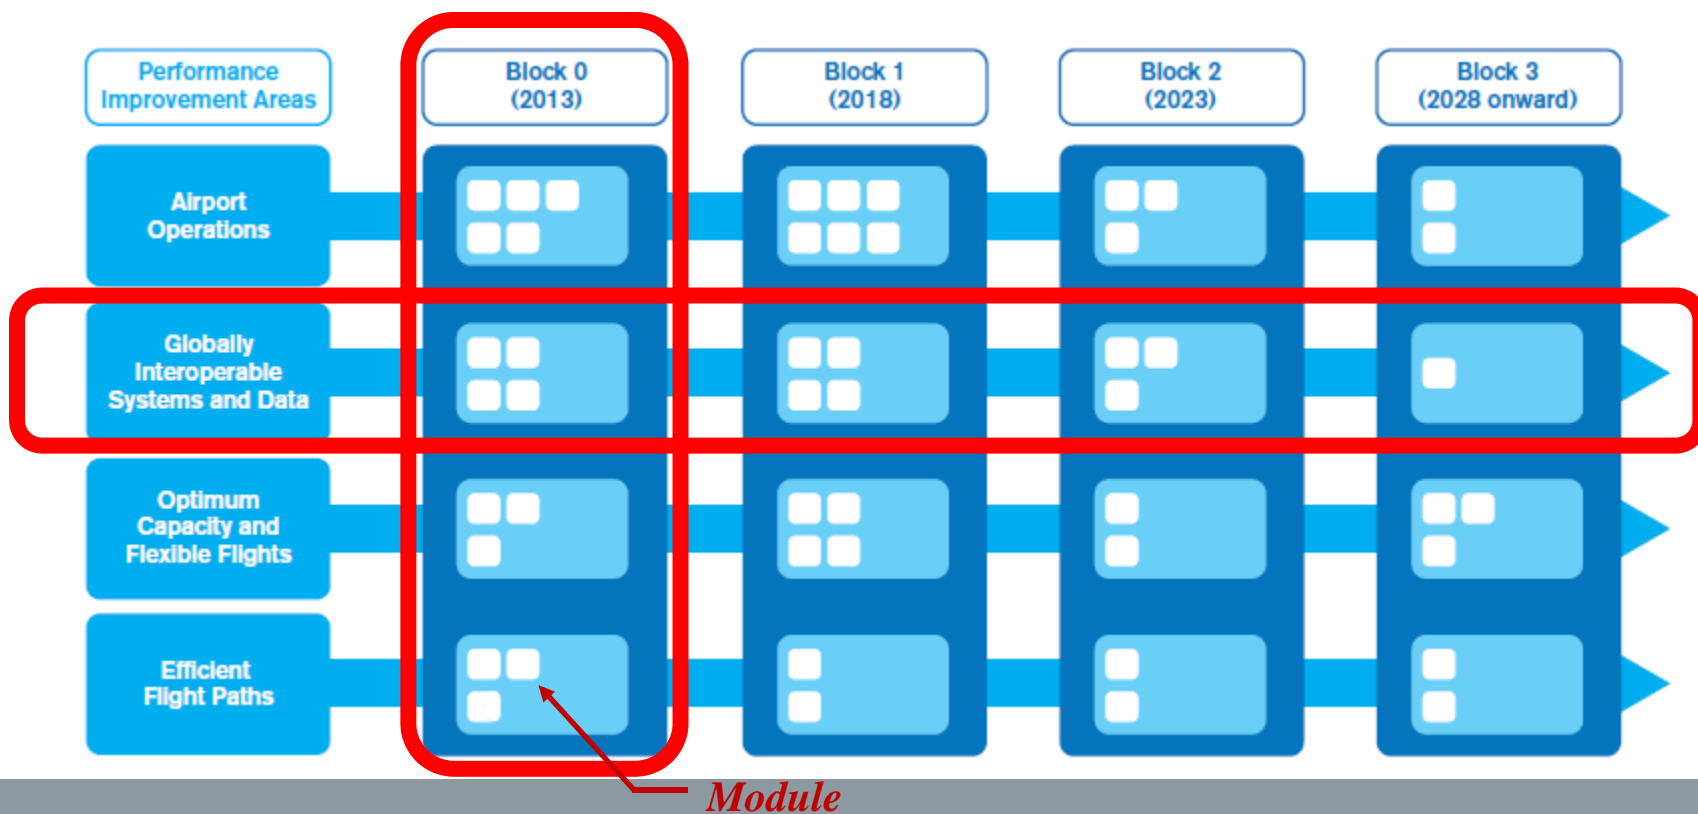 Performance
Improvement Areas
Block 0
(2013)
Block 1
(2018)
Block 2
(2023)
Block 3
(2028 onward)
Airport
Operations
Globally
Interoperable
Systems and Data
Optimum
Capacity and
Flexible Flights
Efficient
Flight Paths
Module